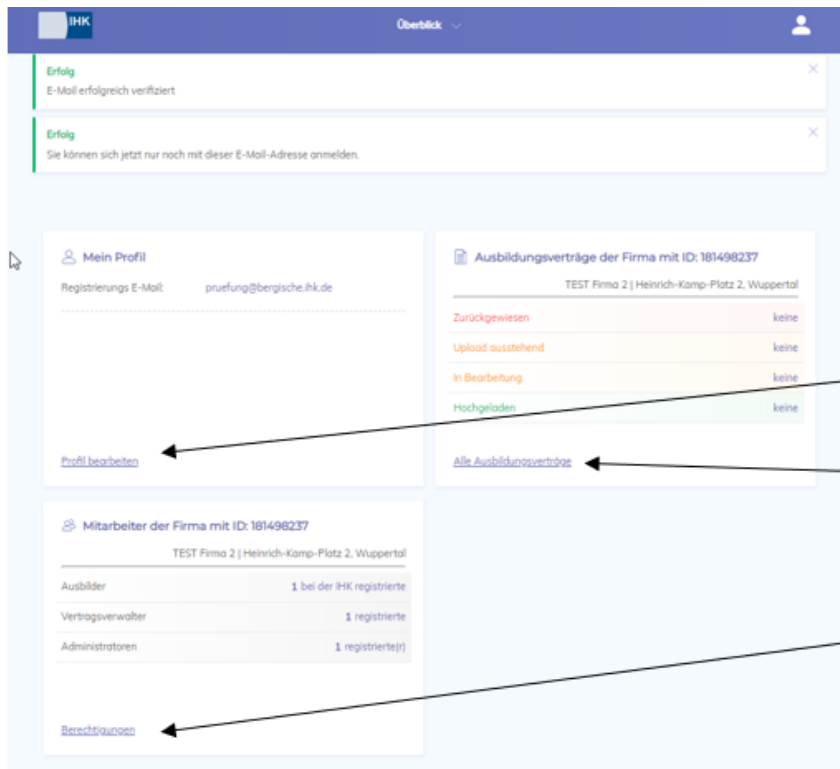 IHK
Überblick
Erfolg
E-Mail erfolgreich verifiziert
Erfolg
Sie können sich jetzt nur noch mit dieser E-Mail-Adresse anmelden.
Mein Profil
Registrierungs E-Mail: pruefung@bergische.ihk.de
Profil bearbeiten
Ausbildungsverträge der Firma mit ID: 181498237
TEST Firma 2 | Heinrich-Kamp-Platz 2, Wuppertal
Zurückgewiesen keine
Upload ausstehend keine
In Bearbeitung keine
Hochgeladen keine
Alle Ausbildungsverträge
Mitarbeiter der Firma mit ID: 181498237
TEST Firma 2 | Heinrich-Kamp-Platz 2, Wuppertal
Ausbilder 1 bei der IHK registrierte
Vertragsverwalter 1 registrierte
Administratoren 1 registrierte(r)
Berechtigungen